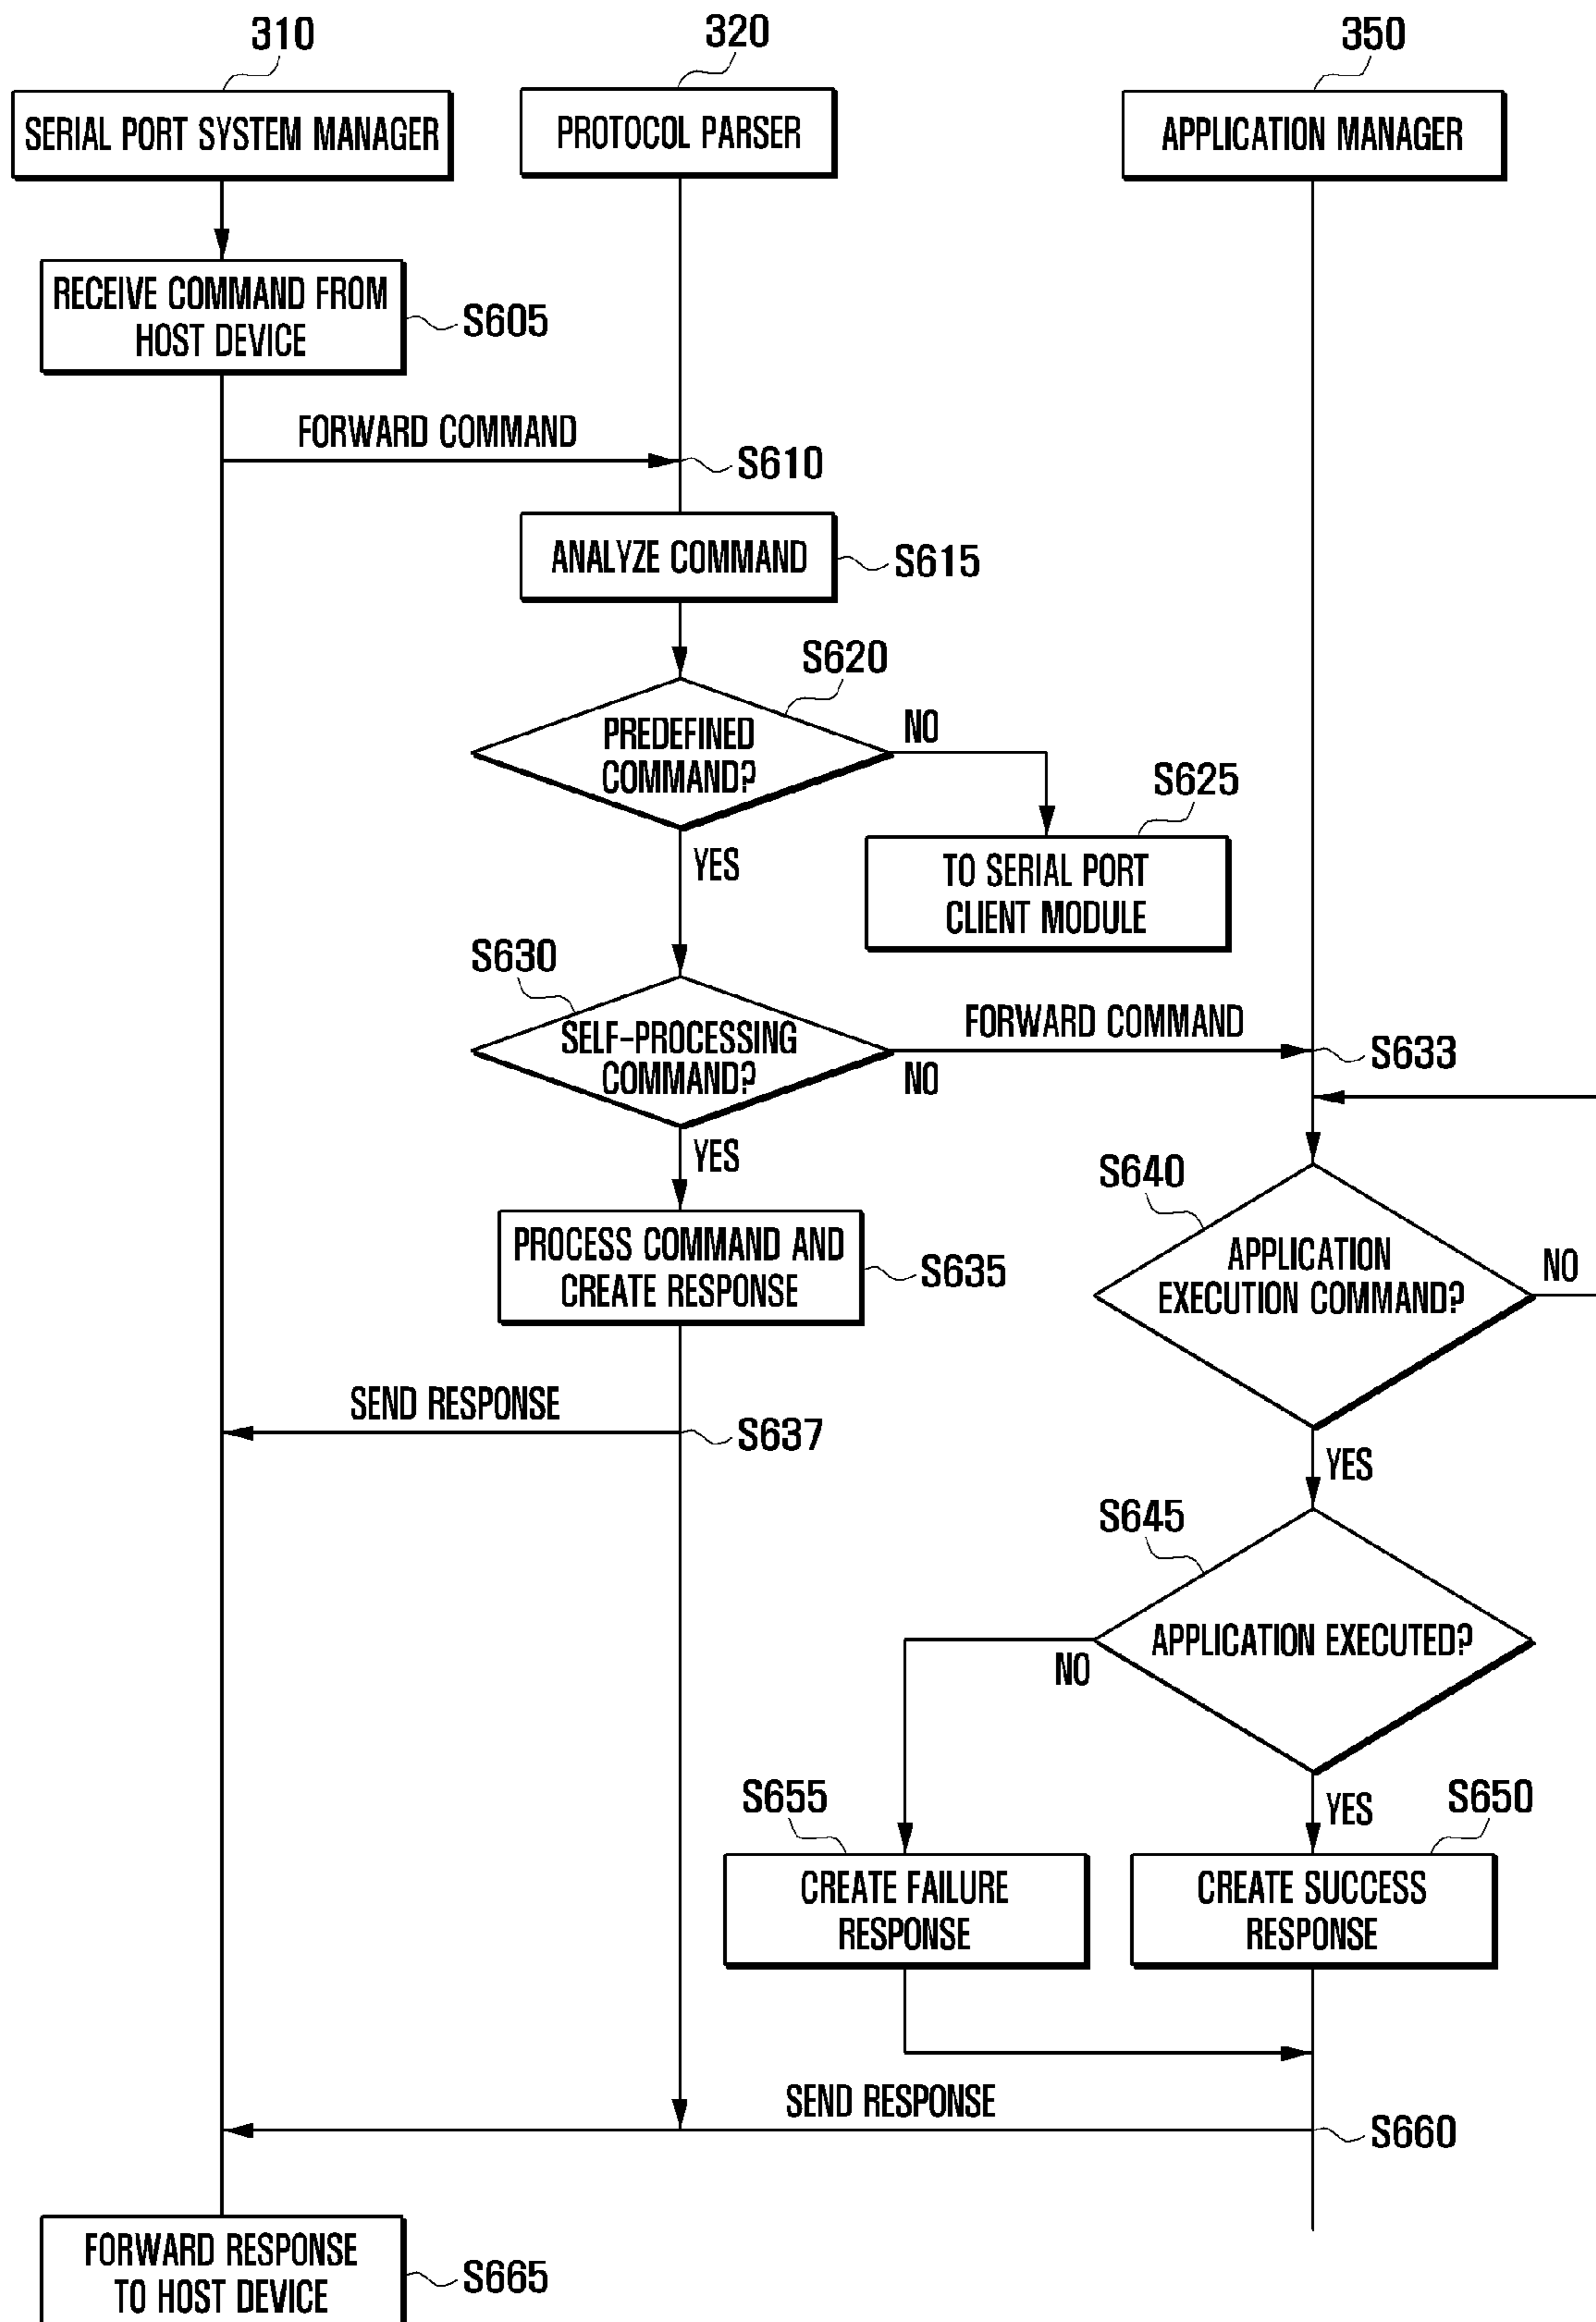 310
320
350
SERIAL PORT SYSTEM MANAGER
PROTOCOL PARSER
APPLICATION MANAGER
RECEIVE COMMAND FROM
HOST DEVICE
S605
FORWARD COMMAND
S610
ANALYZE COMMAND
S615
S620
PREDEFINED
COMMAND?
NO
S625
YES
TO SERIAL PORT
CLIENT MODULE
S630
SELF-PROCESSING
COMMAND?
FORWARD COMMAND
NO
S633
YES
S640
APPLICATION
EXECUTION COMMAND?
NO
PROCESS COMMAND AND
CREATE RESPONSE
S635
SEND RESPONSE
S637
YES
S645
APPLICATION EXECUTED?
NO
YES
S655
S650
CREATE FAILURE
RESPONSE
CREATE SUCCESS
RESPONSE
SEND RESPONSE
S660
FORWARD RESPONSE
TO HOST DEVICE
S665